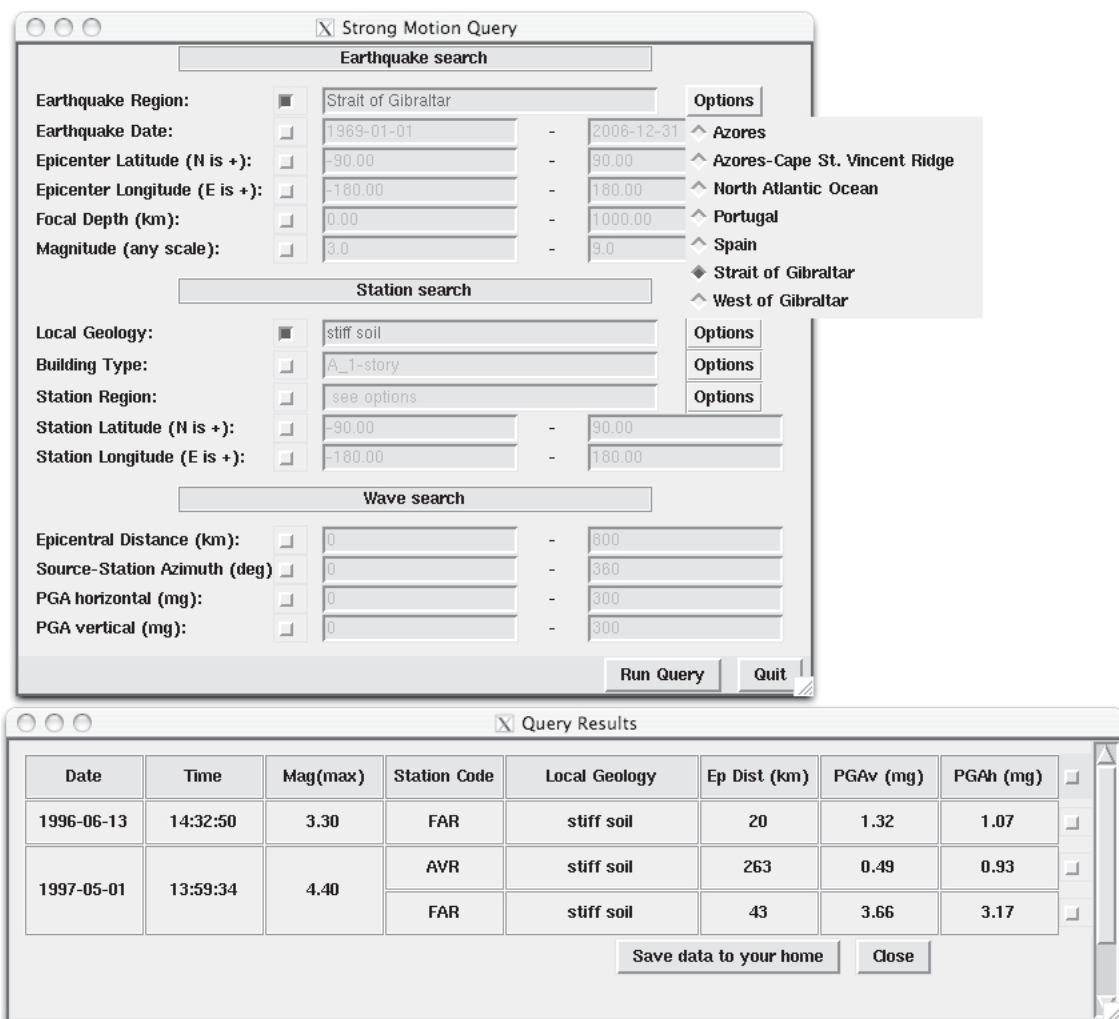 Strong Motion Query
Earthquake search
Earthquake Region: Strait of Gibraltar Options
Earthquake Date: 1969-01-01 - 2006-12-31 Azores
Epicenter Latitude (N is +): -90.00 - 90.00 Azores-Cape St. Vincent Ridge
Epicenter Longitude (E is +): -180.00 - 180.00 North Atlantic Ocean
Focal Depth (km): 0.00 - 1000.00 Portugal
Magnitude (any scale): 3.0 - 9.0 Spain
Strait of Gibraltar
Station search
West of Gibraltar
Local Geology: stiff soil Options
Building Type: A_1-story Options
Station Region: see options Options
Station Latitude (N is +): -90.00 - 90.00
Station Longitude (E is +): -180.00 - 180.00
Wave search
Epicentral Distance (km): 0 - 800
Source-Station Azimuth (deg) 0 - 360
PGA horizontal (mg): 0 - 300
PGA vertical (mg): 0 - 300
Run Query Quit
Query Results
Date Time Mag(max) Station Code Local Geology Ep Dist (km) PGAv (mg) PGAh (mg)
1996-06-13 14:32:50 3.30 FAR stiff soil 20 1.32 1.07
1997-05-01 13:59:34 4.40 AVR stiff soil 263 0.49 0.93
FAR stiff soil 43 3.66 3.17
Save data to your home Close